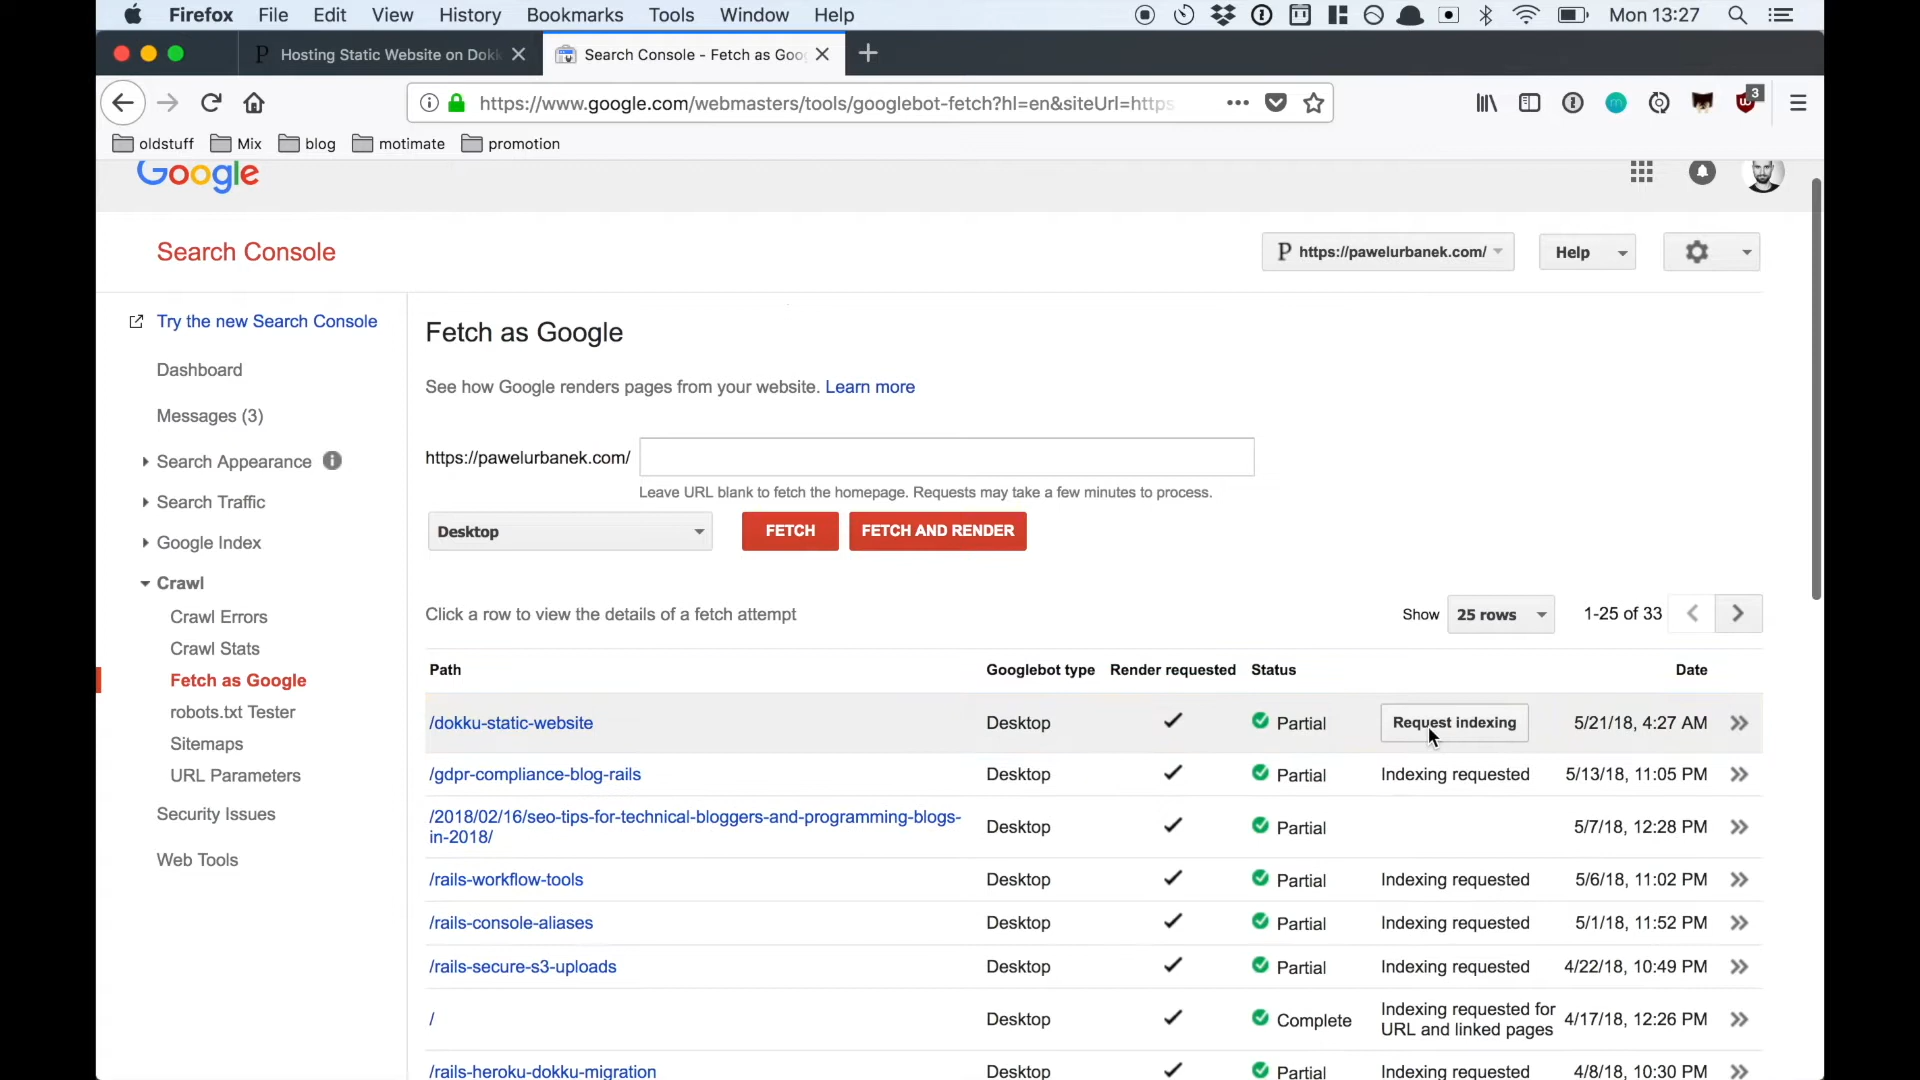 Firefox File Edit View History Bookmarks Tools Window Help Mon 13:27
Hosting Static Website on Dokk Search Console - Fetch as Goo
https://www.google.com/webmasters/tools/googlebot-fetch?hl=en&siteUrl=https 3
oldstuff Mix blog motimate promotion
Google
Search Console P https://pawelurbanek.com/ Help
Try the new Search Console
Dashboard
Messages (3)
Search Appearance
Search Traffic
Google Index
Crawl
Crawl Errors
Crawl Stats
Fetch as Google
robots.txt Tester
Sitemaps
URL Parameters
Security Issues
Web Tools
Fetch as Google
See how Google renders pages from your website. Learn more
https://pawelurbanek.com/
Leave URL blank to fetch the homepage. Requests may take a few minutes to process.
Desktop FETCH FETCH AND RENDER
Click a row to view the details of a fetch attempt Show 25 rows 1-25 of 33
Path Googlebot type Render requested Status Date
/dokku-static-website Desktop ✓ Partial Request indexing 5/21/18, 4:27 AM
/gdpr-compliance-blog-rails Desktop ✓ Partial Indexing requested 5/13/18, 11:05 PM
/2018/02/16/seo-tips-for-technical-bloggers-and-programming-blogs-
in-2018/ Desktop ✓ Partial 5/7/18, 12:28 PM
/rails-workflow-tools Desktop ✓ Partial Indexing requested 5/6/18, 11:02 PM
/rails-console-aliases Desktop ✓ Partial Indexing requested 5/1/18, 11:52 PM
/rails-secure-s3-uploads Desktop ✓ Partial Indexing requested 4/22/18, 10:49 PM
/ Desktop ✓ Complete Indexing requested for
URL and linked pages 4/17/18, 12:26 PM
/rails-heroku-dokku-migration Desktop ✓ Partial Indexing requested 4/8/18, 10:30 PM